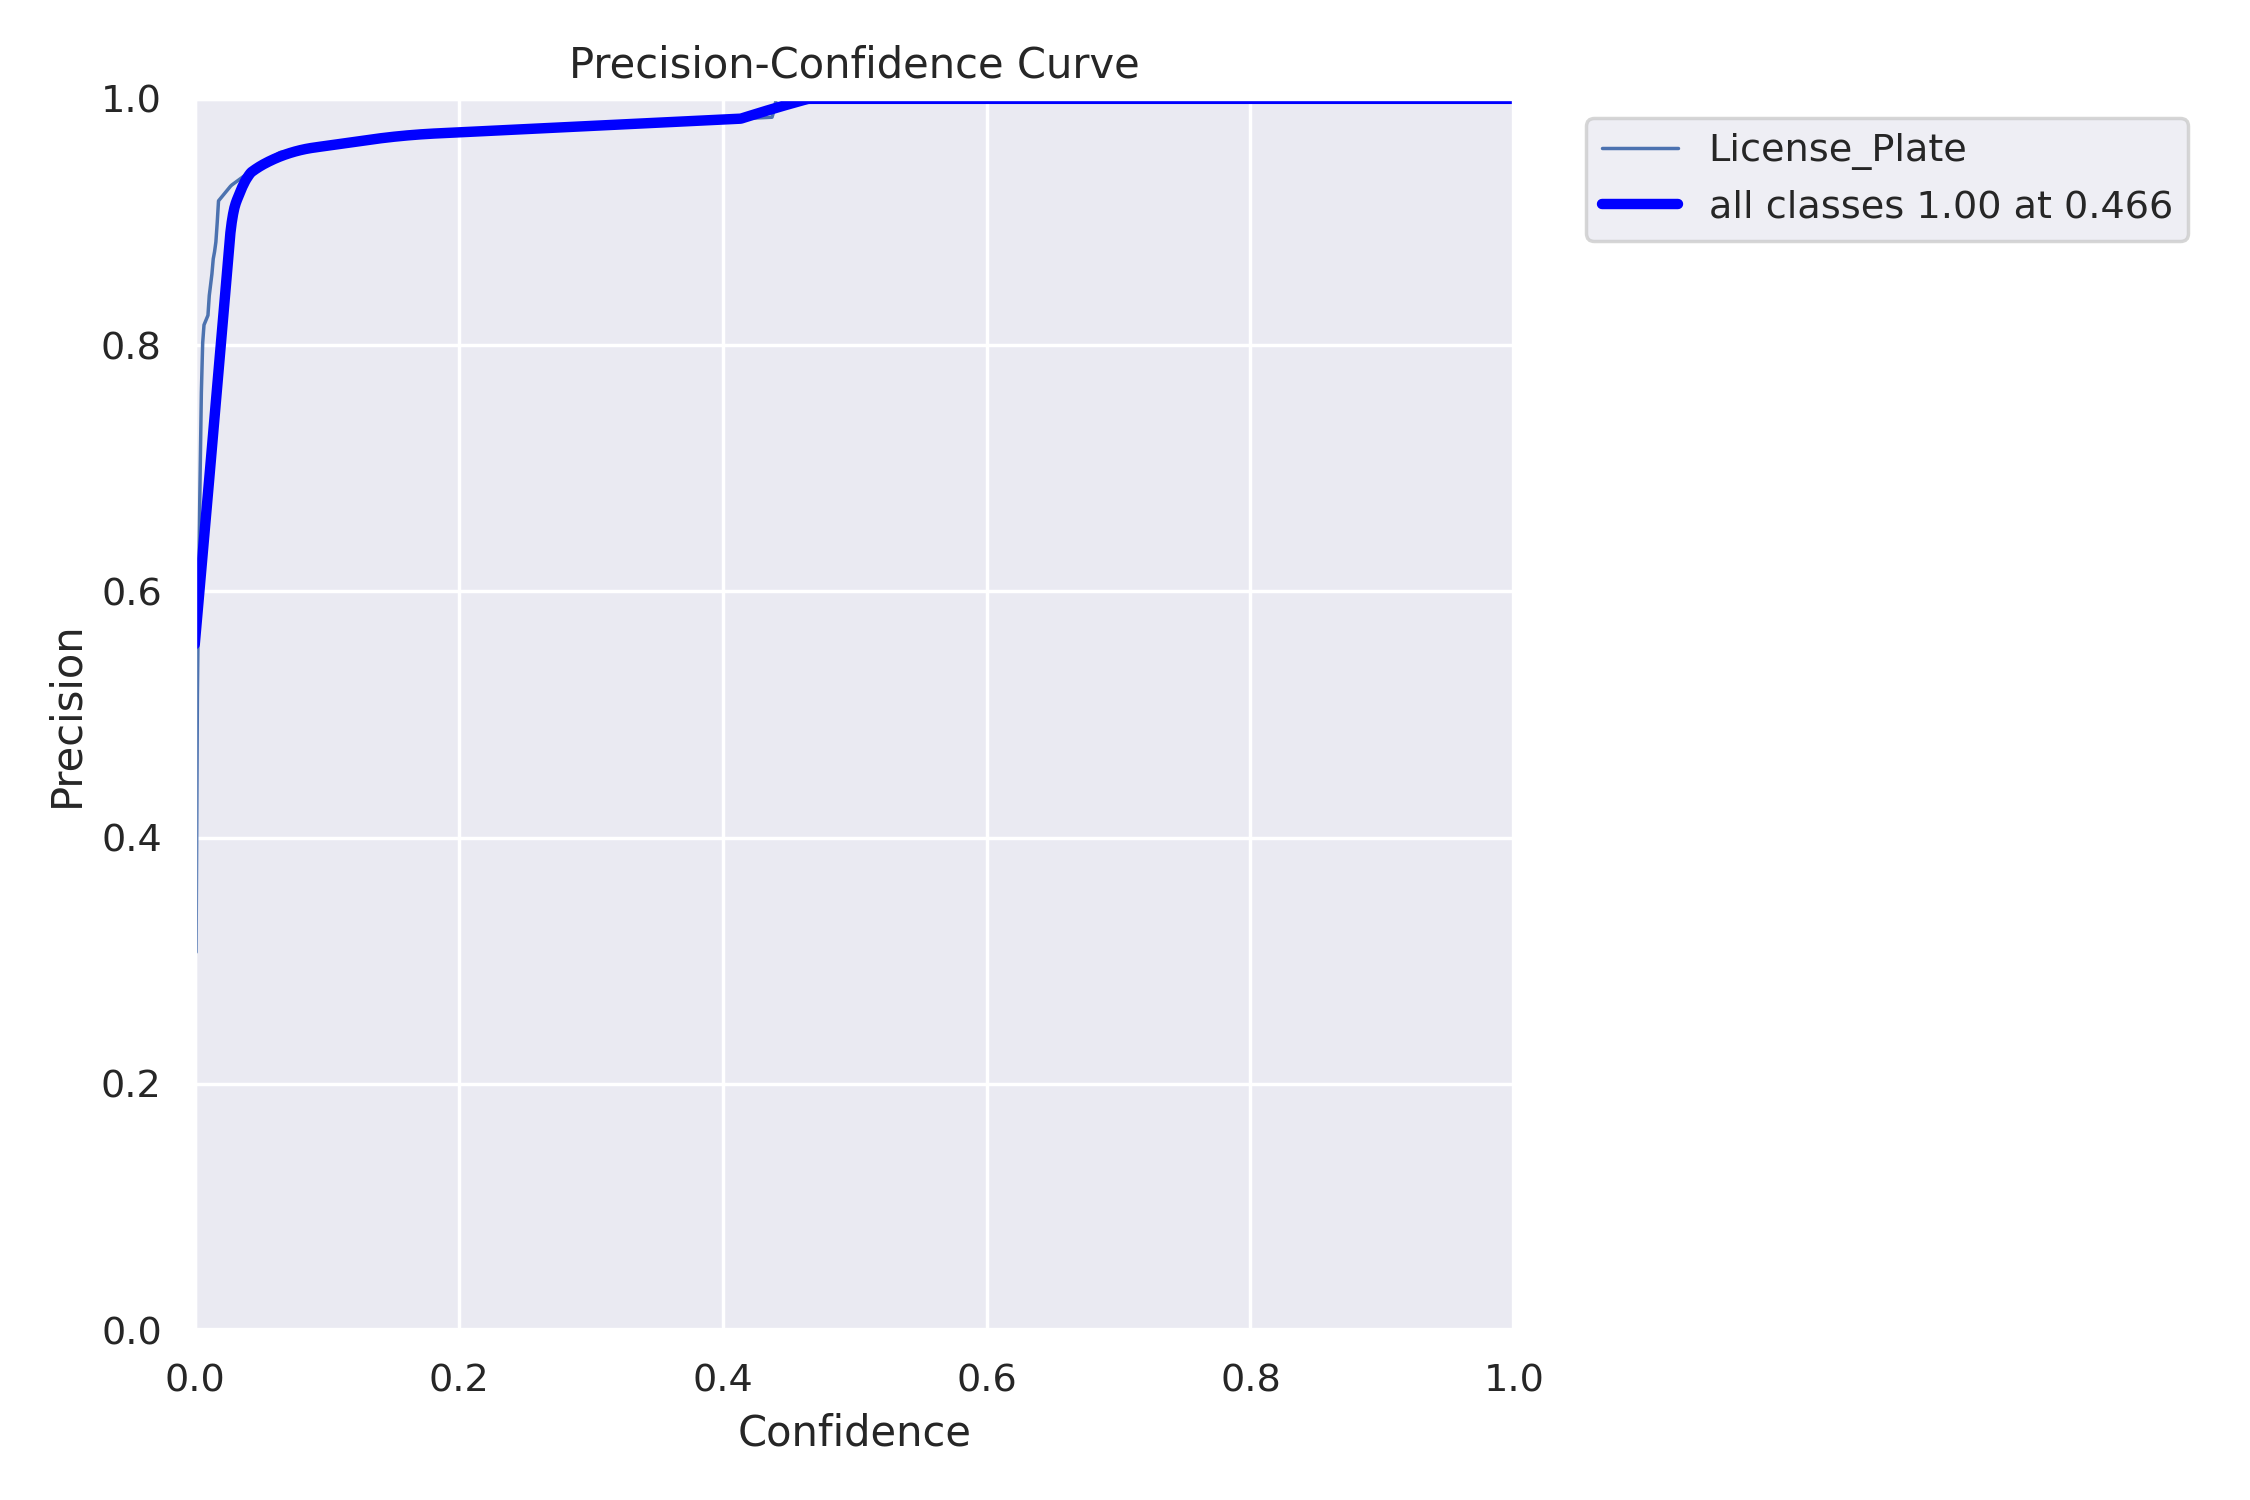 Precision-Confidence Curve
1.0
0.8
0.6
0.4
0.2
0.0
Precision
0.0 0.2 0.4 0.6 0.8 1.0
Confidence
License_Plate
all classes 1.00 at 0.466